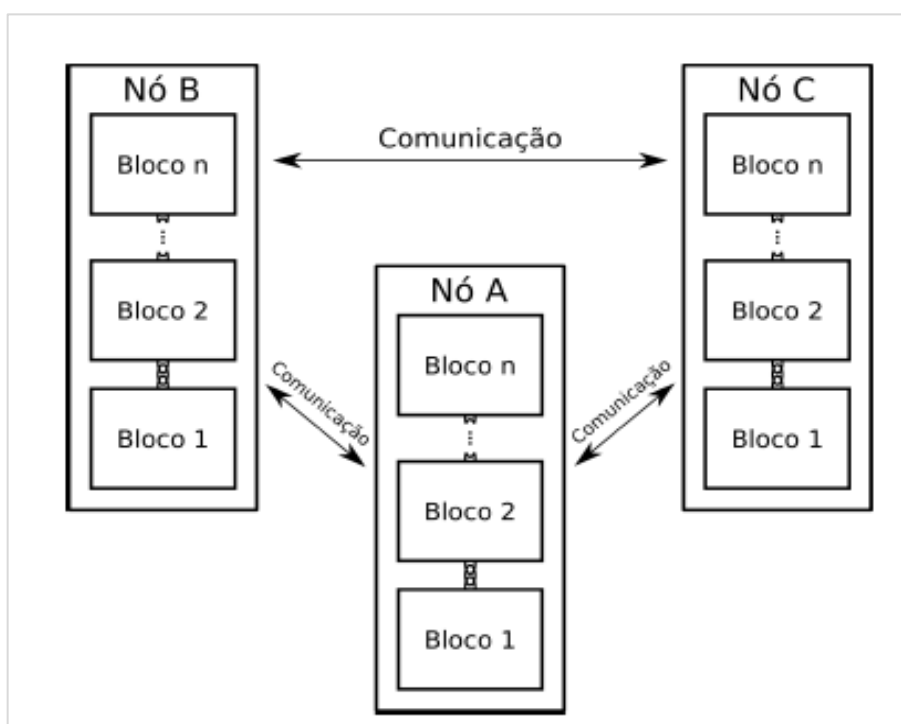 Nó B
Bloco n
Bloco 2
Bloco 1
Comunicação
Nó C
Bloco n
Bloco 2
Bloco 1
Comunicação
Nó A
Bloco n
Bloco 2
Bloco 1
Comunicação